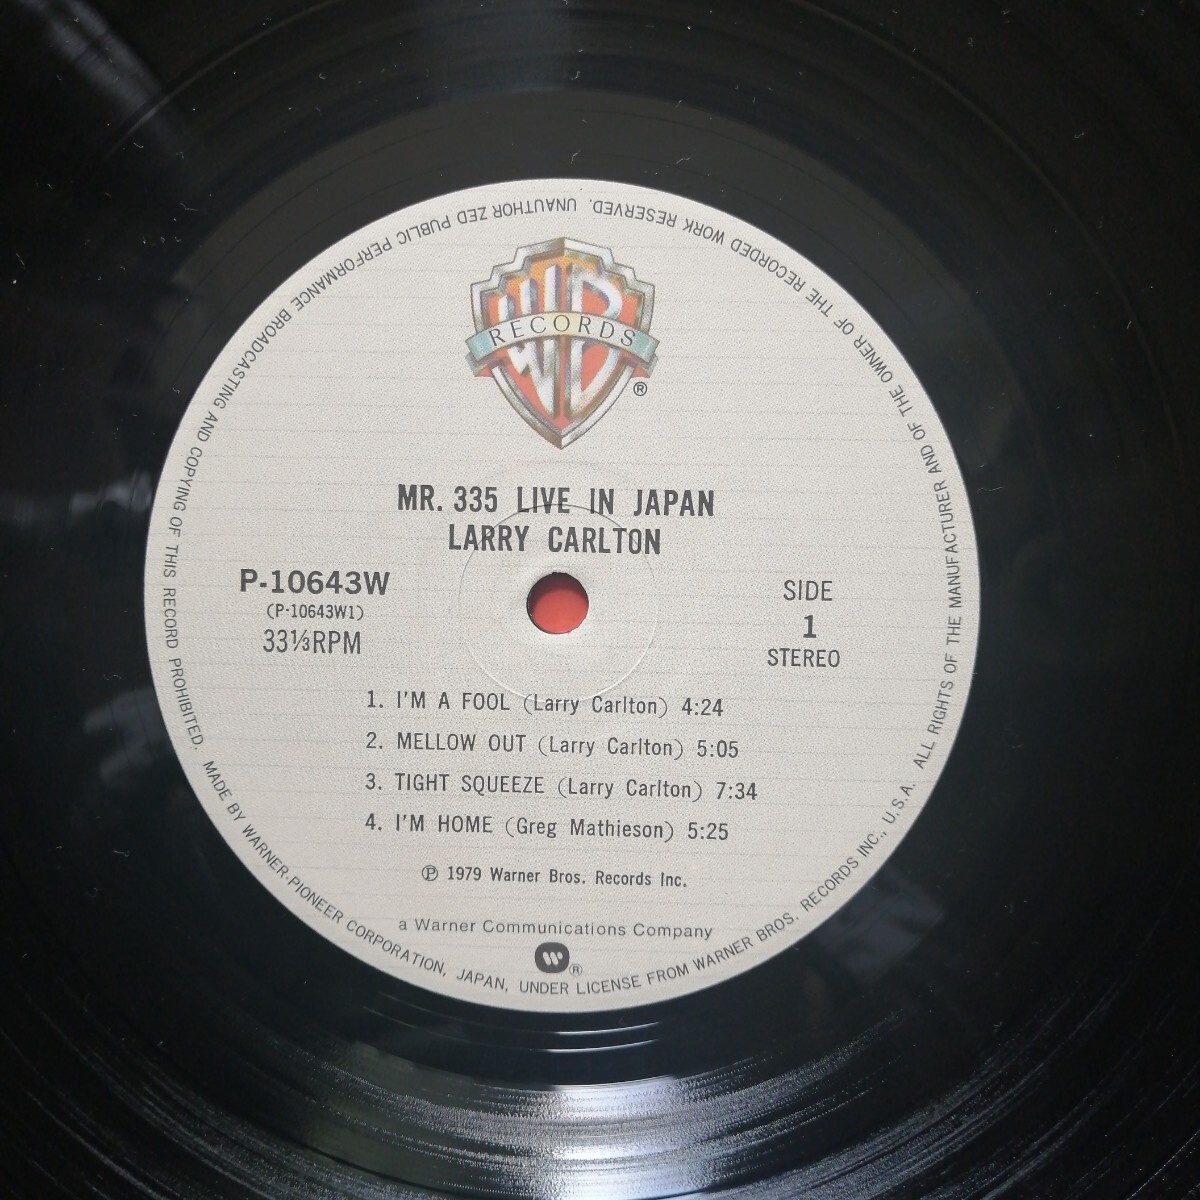 WB
RECORDS
®
MR. 335 LIVE IN JAPAN
LARRY CARLTON
P-10643W
(P-10643W1)
33⅓RPM
SIDE
1
STEREO
1. I'M A FOOL (Larry Carlton) 4:24
2. MELLOW OUT (Larry Carlton) 5:05
3. TIGHT SQUEEZE (Larry Carlton) 7:34
4. I'M HOME (Greg Mathieson) 5:25
Ⓟ 1979 Warner Bros. Records Inc.
a Warner Communications Company
W®
MADE BY WARNER-PIONEER CORPORATION, JAPAN, UNDER LICENSE FROM WARNER BROS. RECORDS INC., U.S.A. ALL RIGHTS OF THE MANUFACTURER AND OF THE OWNER OF THE RECORDED WORK RESERVED. UNAUTHOR ZED PUBLIC PERFORMANCE BROADCASTING AND COPYING OF THIS RECORD PROHIBITED.